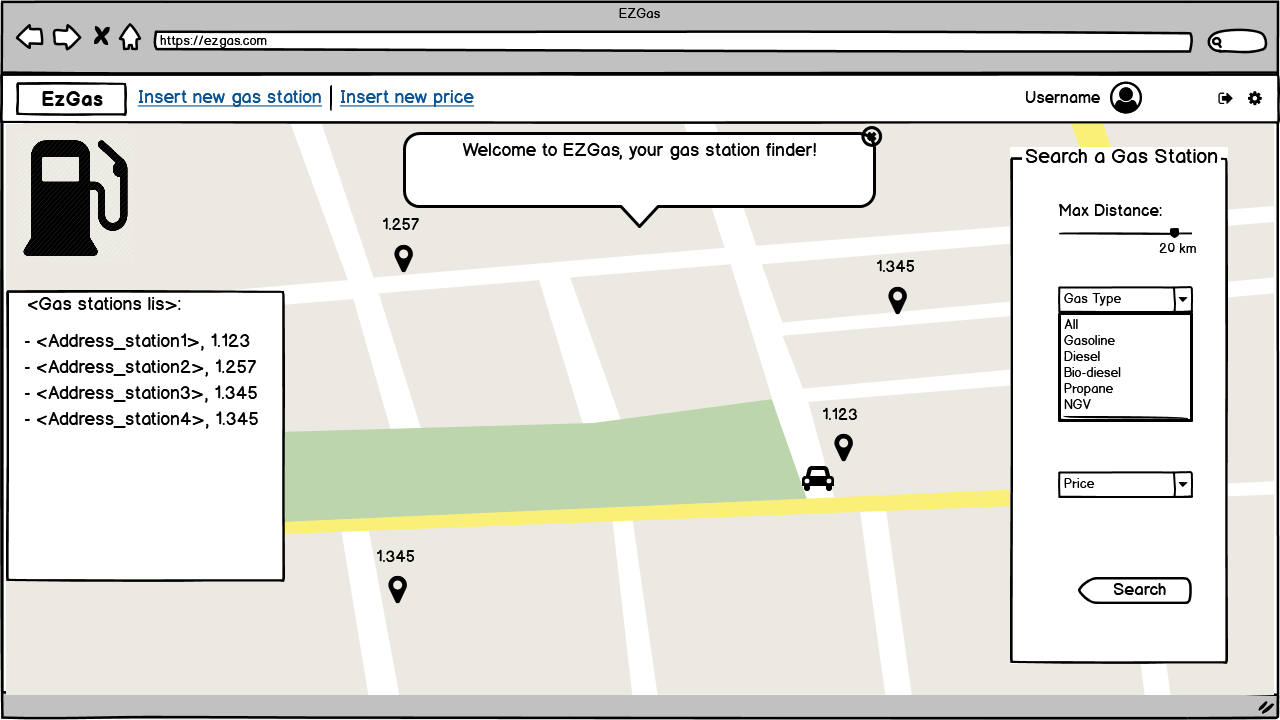 EZGas
https://ezgas.com
EzGas
Insert new gas station
Insert new price
Username
Welcome to EZGas, your gas station finder!
Search a Gas Station
Max Distance:
20 km
1.257
1.345
<Gas stations lis>:
- <Address_station1>, 1.123
- <Address_station2>, 1.257
- <Address_station3>, 1.345
- <Address_station4>, 1.345
Gas Type
All
Gasoline
Diesel
Bio-diesel
Propane
NGV
1.123
Price
1.345
Search